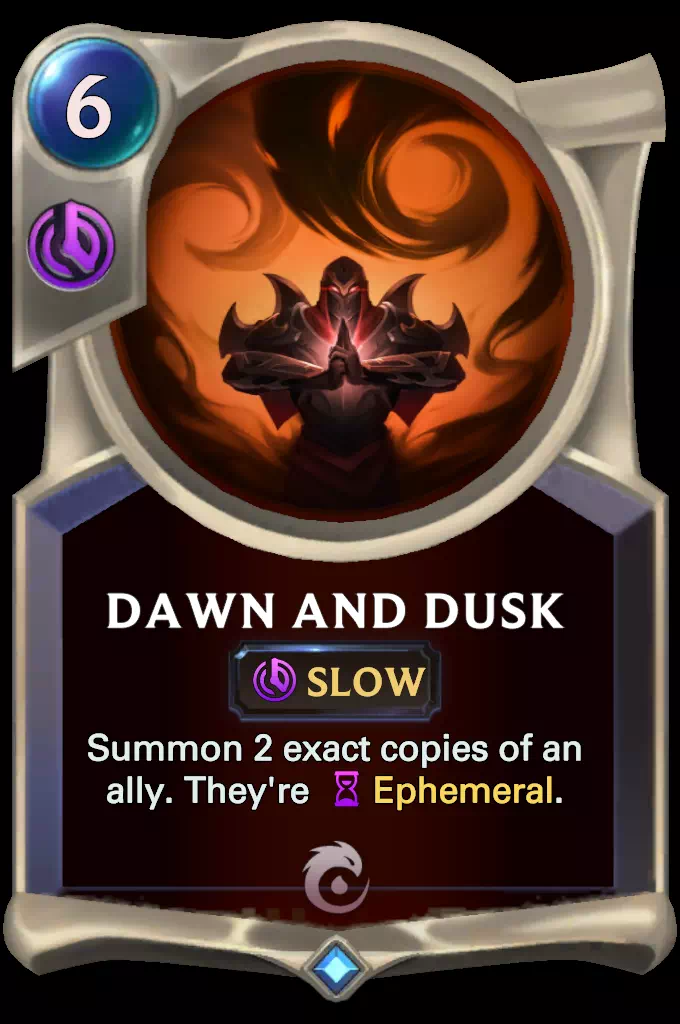 6
DAWN AND DUSK
SLOW
Summon 2 exact copies of an
ally. They're Ephemeral.